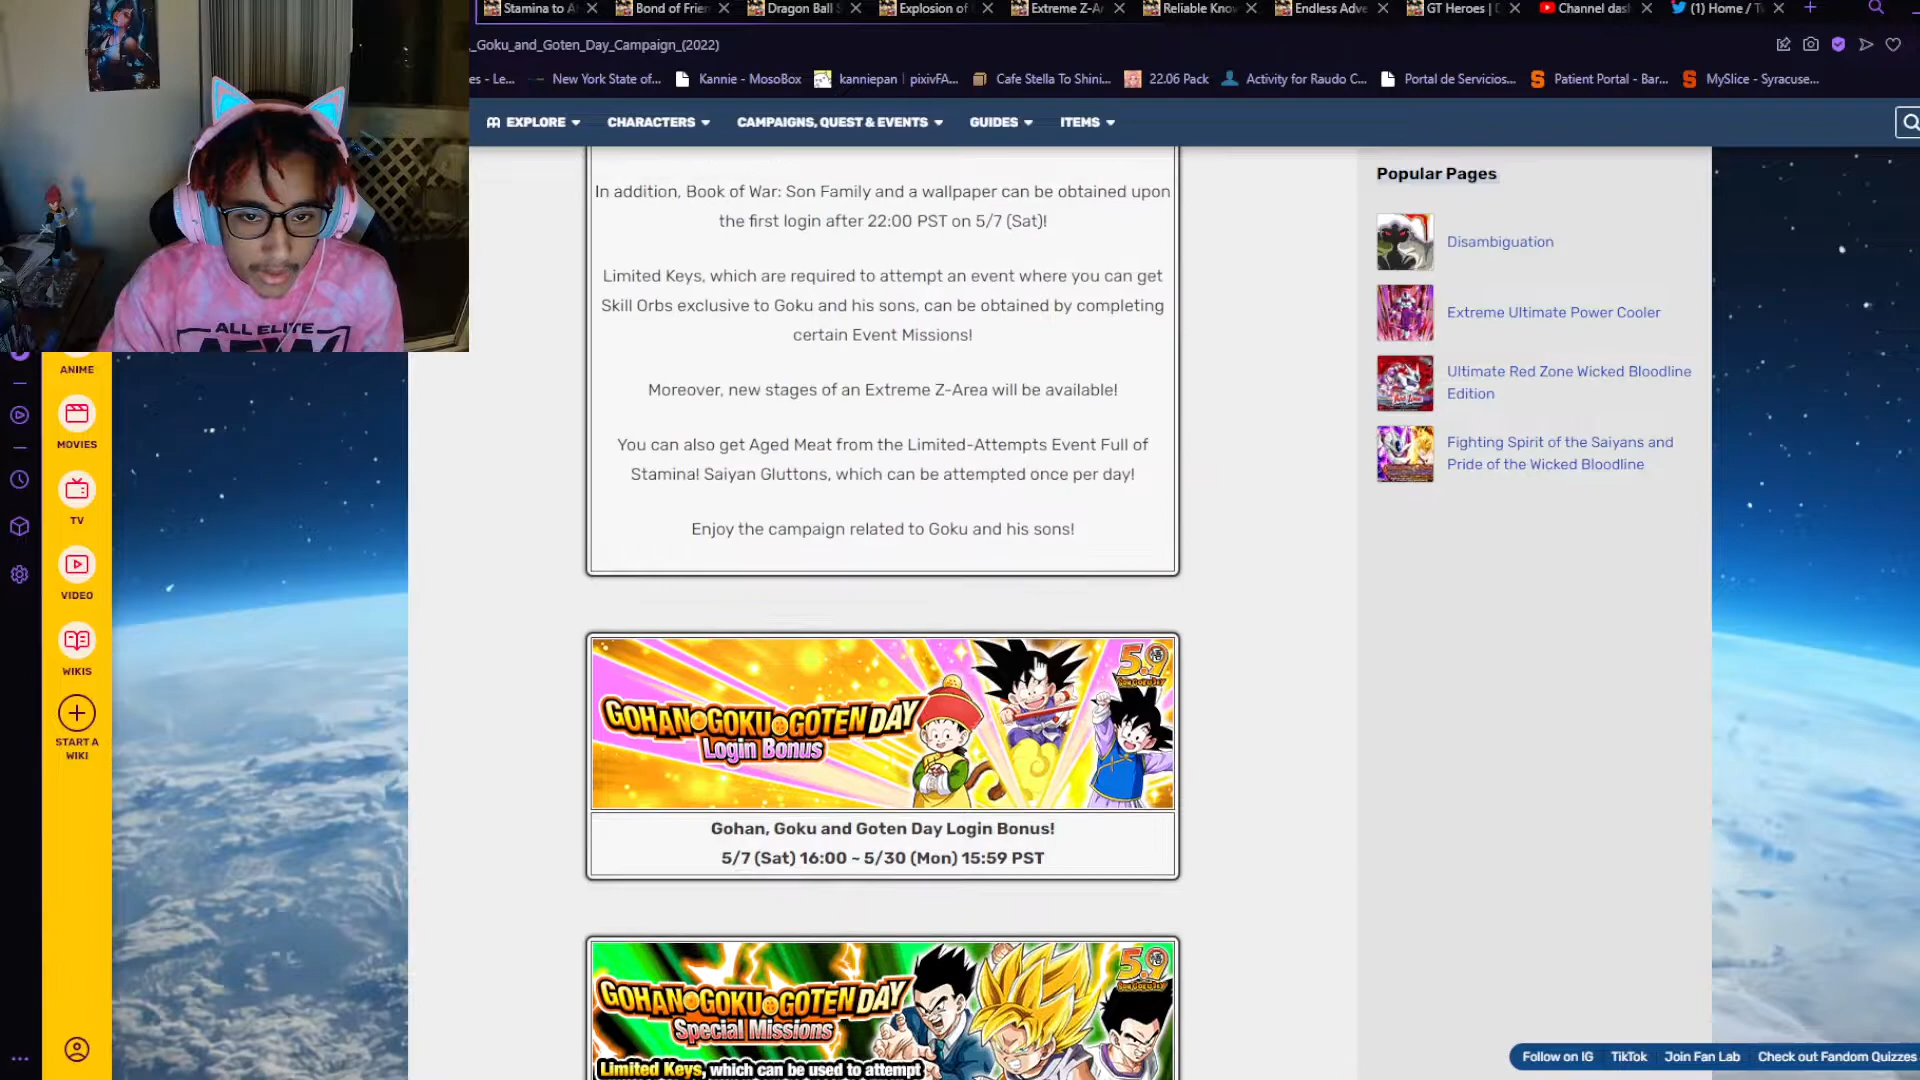 Stamina to A
Bond of Frien
Dragon Ball S
Explosion of
Extreme Z-Ar
Reliable Know
Endless Adve
GT Heroes | D
Channel das
(1) Home / Tw
_Goku_and_Goten_Day_Campaign_(2022)
es - Le...
New York State of...
Kannie - MosoBox
kanniepan | pixivFA...
Cafe Stella To Shini...
22.06 Pack
Activity for Raudo C...
Portal de Servicios...
Patient Portal - Bar...
MySlice - Syracuse...
EXPLORE
CHARACTERS
CAMPAIGNS, QUEST & EVENTS
GUIDES
ITEMS
ALL ELITE
AEW
ANIME
MOVIES
TV
VIDEO
WIKIS
START A
WIKI
In addition, Book of War: Son Family and a wallpaper can be obtained upon
the first login after 22:00 PST on 5/7 (Sat)!
Limited Keys, which are required to attempt an event where you can get
Skill Orbs exclusive to Goku and his sons, can be obtained by completing
certain Event Missions!
Moreover, new stages of an Extreme Z-Area will be available!
You can also get Aged Meat from the Limited-Attempts Event Full of
Stamina! Saiyan Gluttons, which can be attempted once per day!
Enjoy the campaign related to Goku and his sons!
GOHAN GOKU GOTEN DAY
Login Bonus
5.9
Gohan, Goku and Goten Day Login Bonus!
5/7 (Sat) 16:00 ~ 5/30 (Mon) 15:59 PST
GOHAN GOKU GOTEN DAY
Special Missions
5.9
Limited Keys, which can be used to attempt
Popular Pages
Disambiguation
Extreme Ultimate Power Cooler
Ultimate Red Zone Wicked Bloodline
Edition
Fighting Spirit of the Saiyans and
Pride of the Wicked Bloodline
Follow on IG
TikTok
Join Fan Lab
Check out Fandom Quizzes